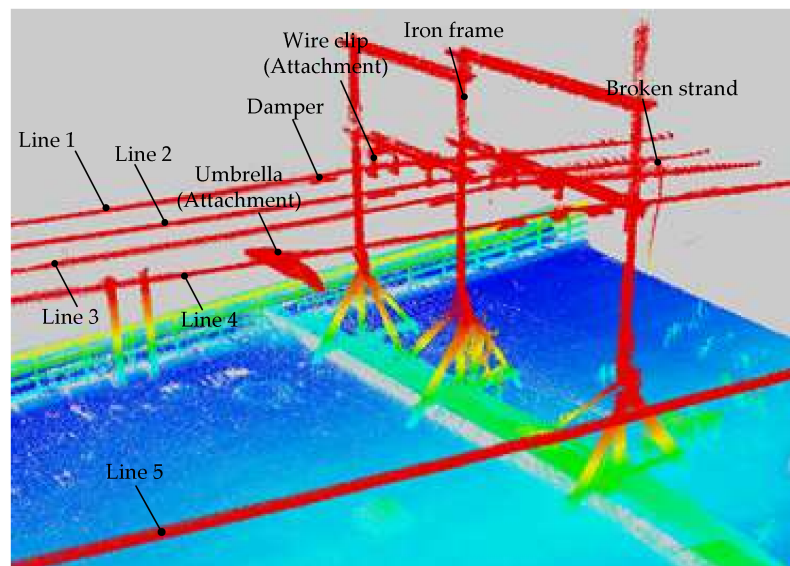 Iron frame
Wire clip
(Attachment)
Broken strand
Damper
Line 1
Line 2
Umbrella
(Attachment)
Line 3
Line 4
Line 5